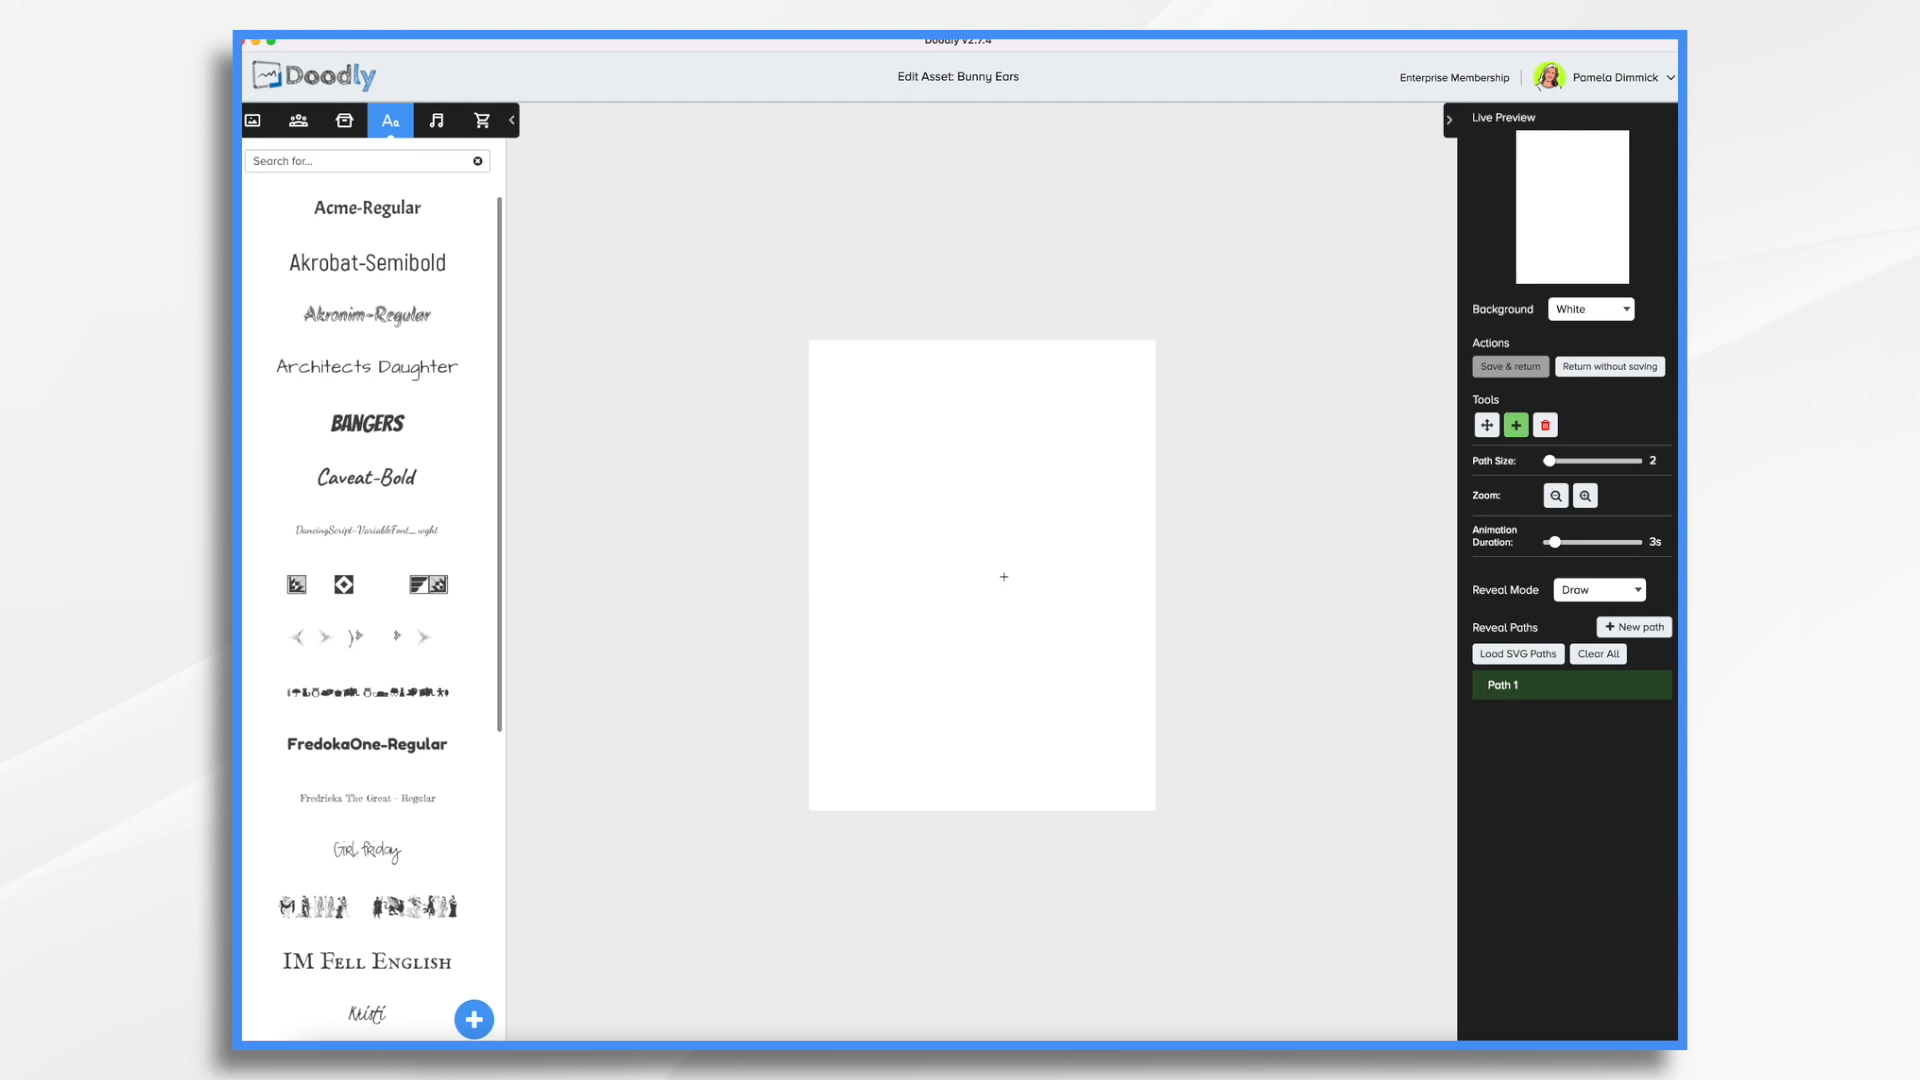 Doodly v2.7.4
Doodly
Edit Asset: Bunny Ears
Enterprise Membership
Pamela Dimmick
Aa
Search for...
Acme-Regular
Akrobat-Semibold
Akronim-Regular
Architects Daughter
BANGERS
Caveat-Bold
DancingScript-VariableFont_wght
FredokaOne-Regular
Fredricka The Great - Regular
Girl friday
IM Fell English
Kristi
Live Preview
Background
White
Actions
Save & return
Return without saving
Tools
Path Size:
2
Zoom:
Animation
Duration:
3s
Reveal Mode
Draw
Reveal Paths
New path
Load SVG Paths
Clear All
Path 1